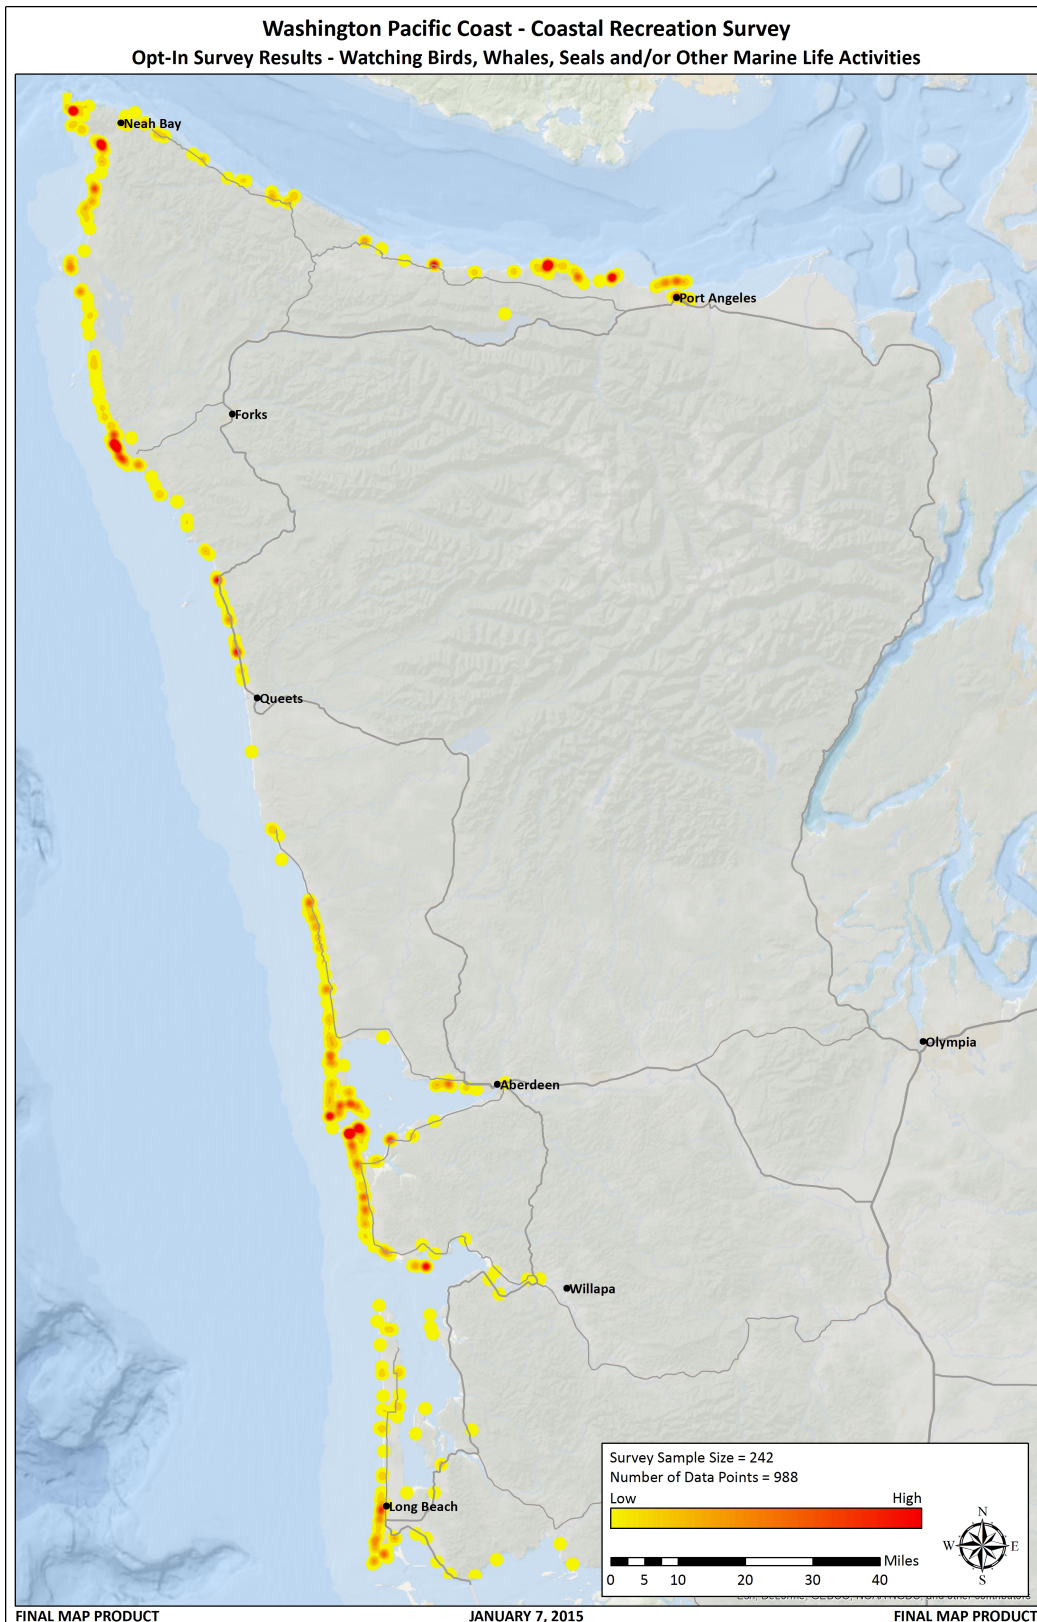 Washington Pacific Coast - Coastal Recreation Survey
Opt-In Survey Results - Watching Birds, Whales, Seals and/or Other Marine Life Activities
Neah Bay
Port Angeles
Forks
Queets
Olympia
Aberdeen
Willapa
Long Beach
Survey Sample Size = 242
Number of Data Points = 988
Low High
N
W E
S
Miles
0 5 10 20 30 40
FINAL MAP PRODUCT JANUARY 7, 2015 FINAL MAP PRODUCT